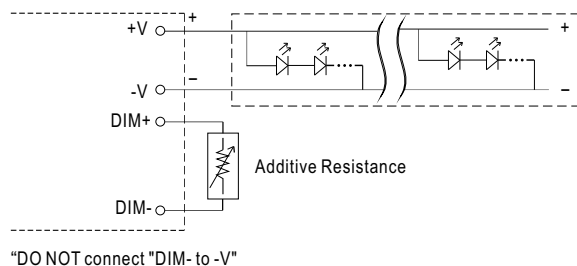 +V + +
-V − −
DIM+
Additive Resistance
DIM-
“DO NOT connect "DIM- to -V"